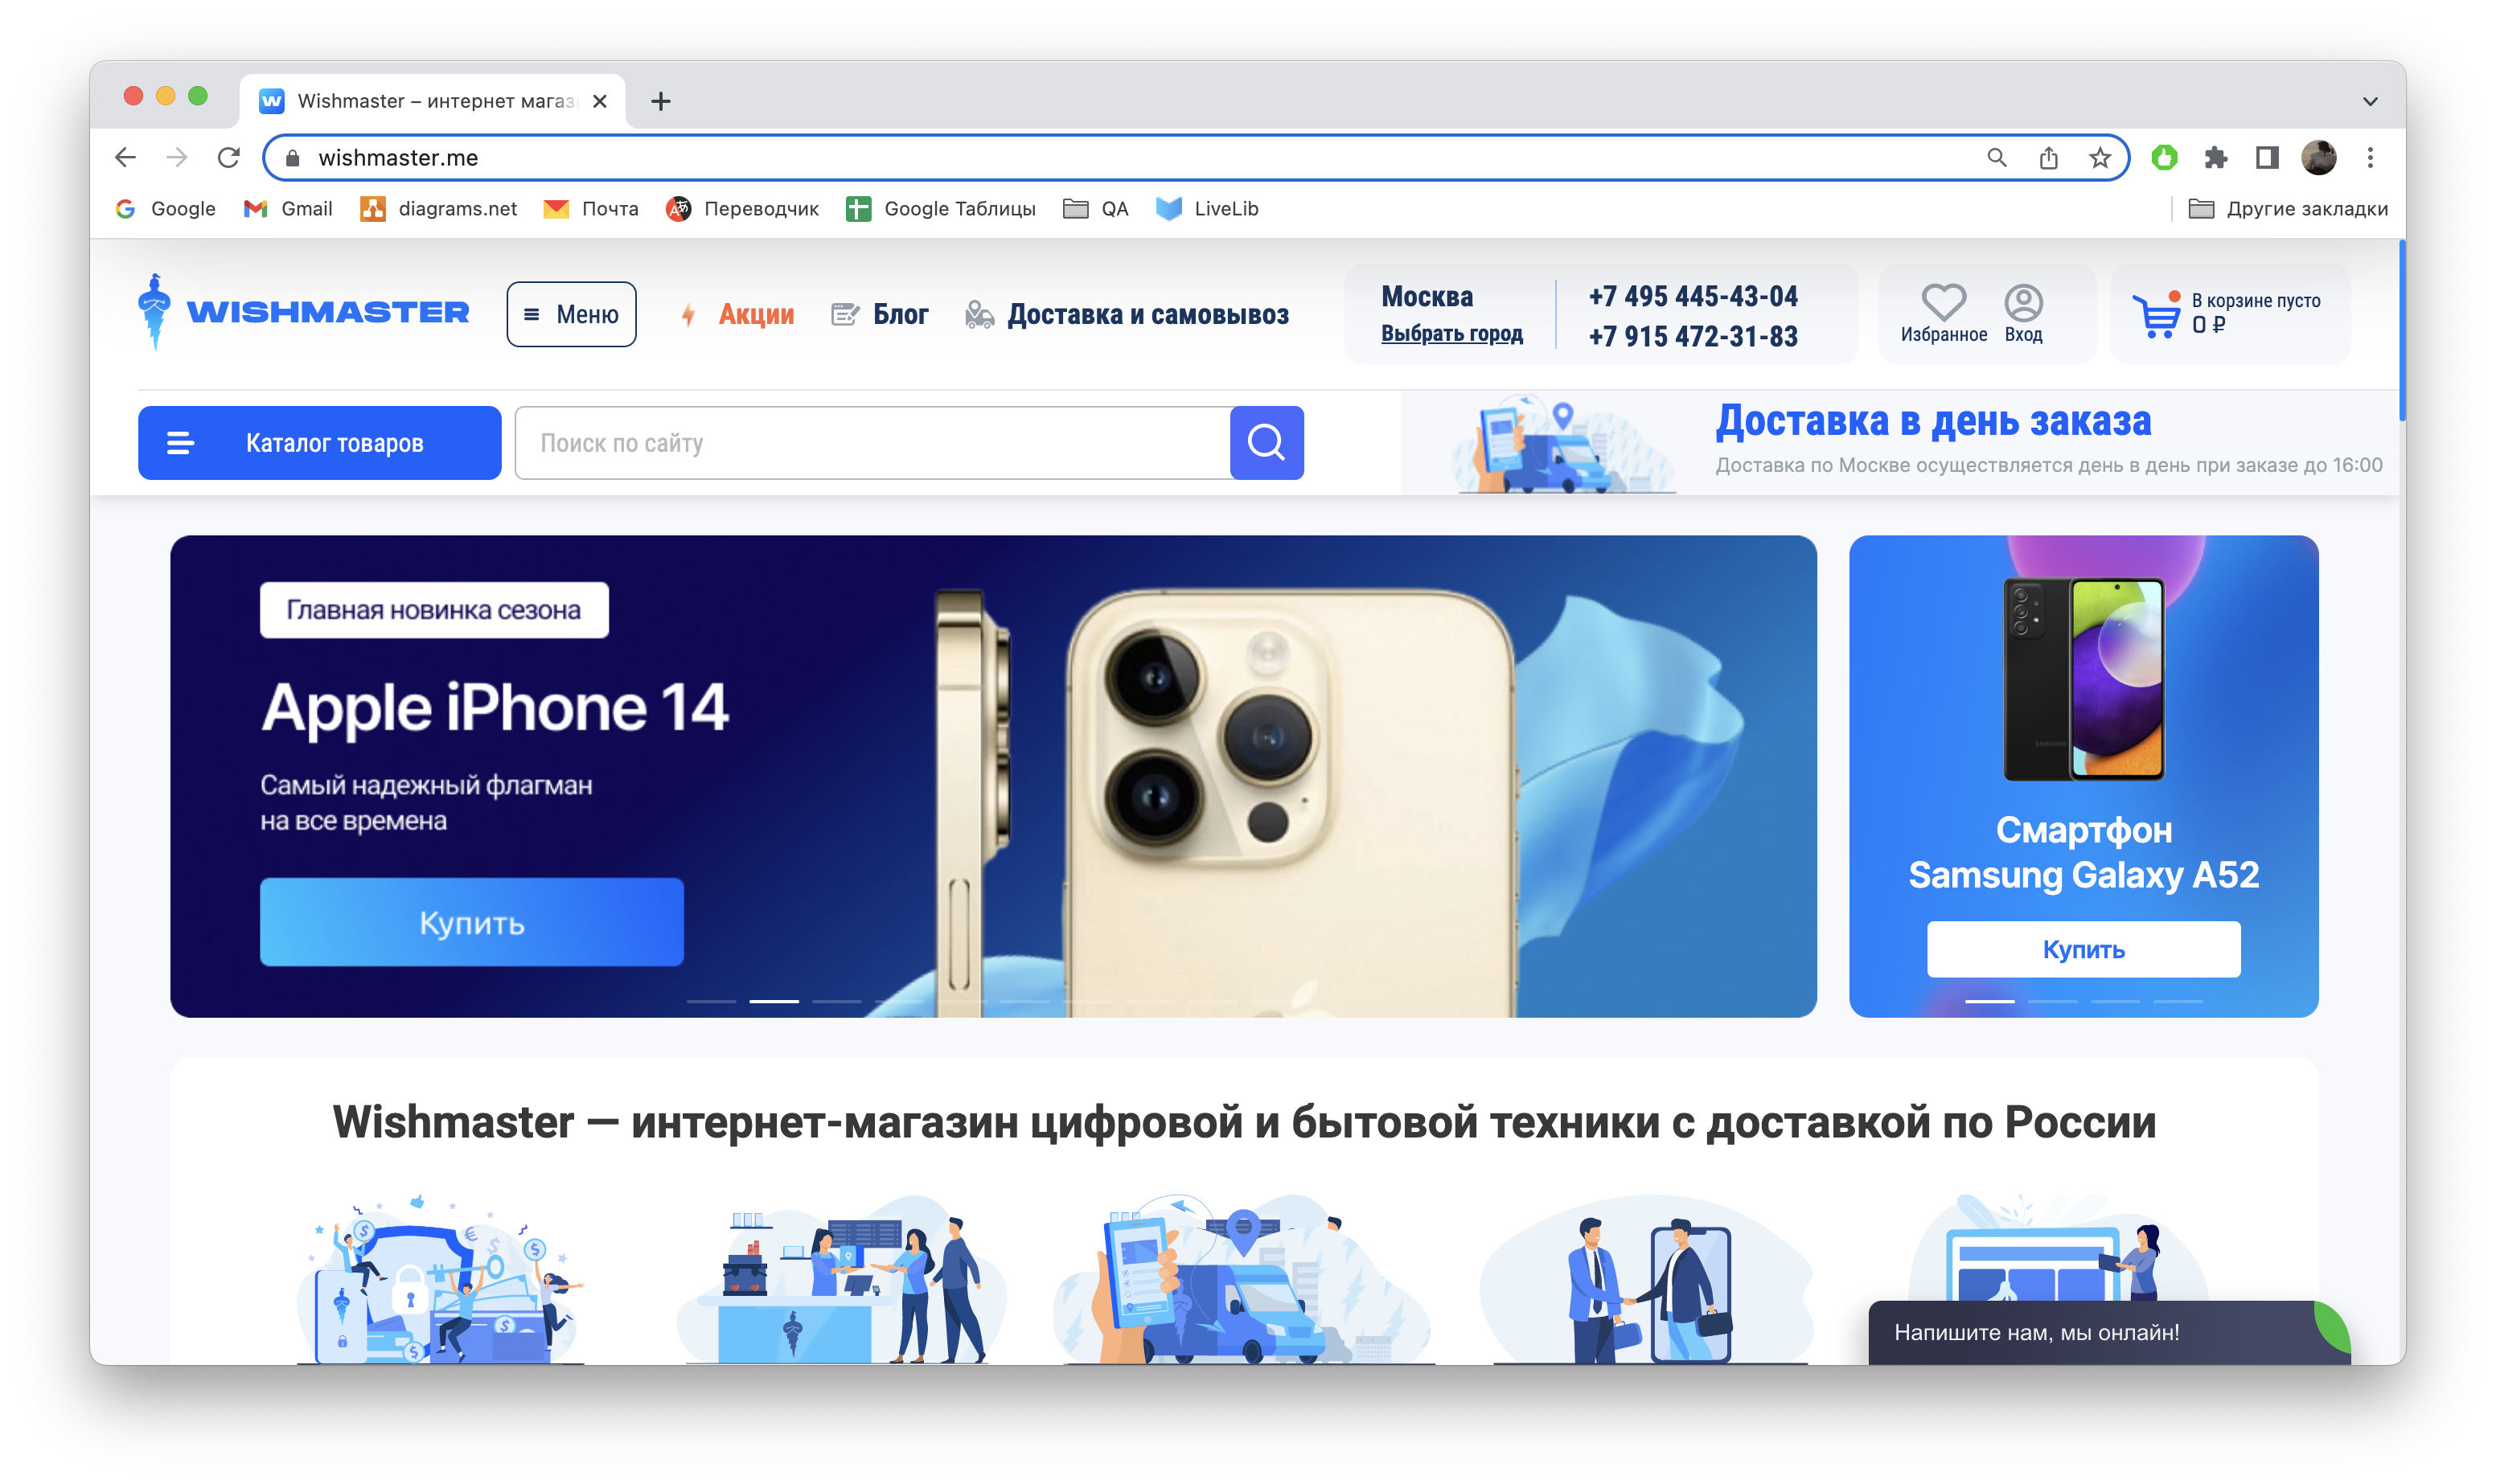 Wishmaster – интернет магаз
wishmaster.me
Google
Gmail
diagrams.net
Почта
Переводчик
Google Таблицы
QA
LiveLib
Другие закладки
WISHMASTER
Меню
Акции
Блог
Доставка и самовывоз
Москва
Выбрать город
+7 495 445-43-04
+7 915 472-31-83
Избранное
Вход
В корзине пусто
0 ₽
Каталог товаров
Поиск по сайту
Доставка в день заказа
Доставка по Москве осуществляется день в день при заказе до 16:00
Главная новинка сезона
Apple iPhone 14
Самый надежный флагман
на все времена
Купить
SAMSUNG
Смартфон
Samsung Galaxy A52
Купить
Wishmaster — интернет-магазин цифровой и бытовой техники с доставкой по России
Напишите нам, мы онлайн!